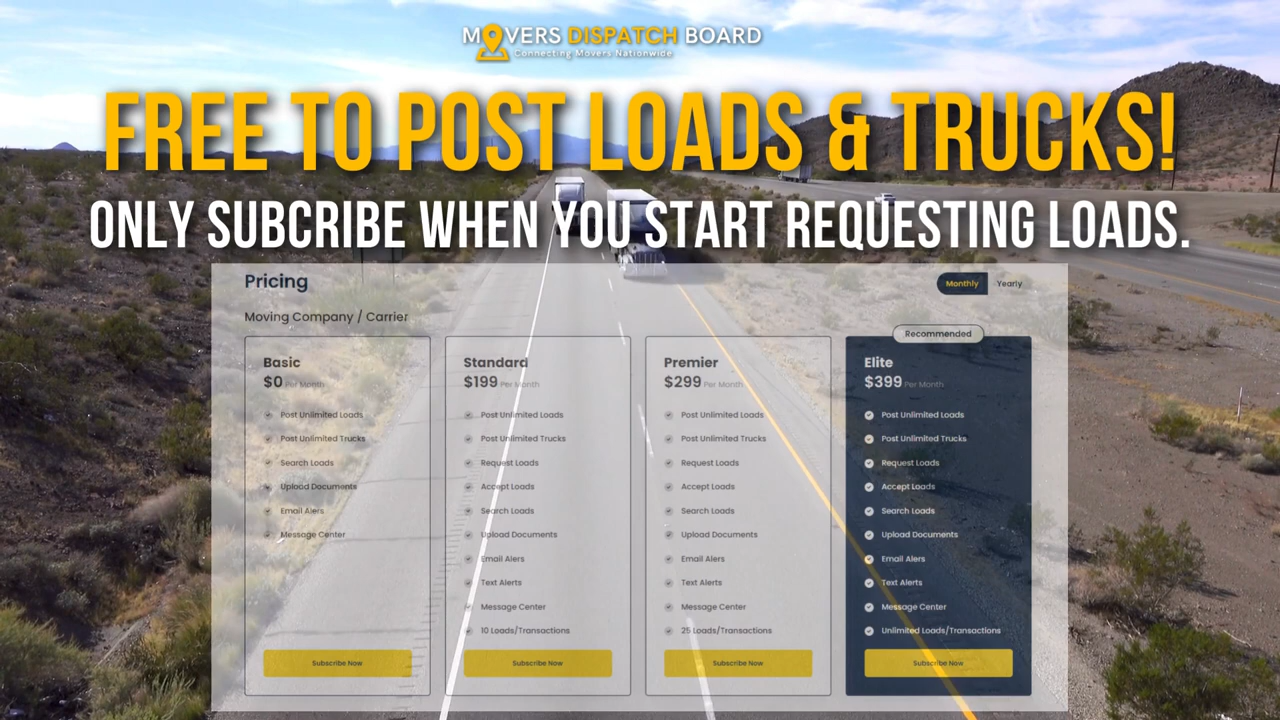 MOVERS DISPATCH BOARD
Connecting Movers Nationwide
FREE TO POST LOADS & TRUCKS!
ONLY SUBCRIBE WHEN YOU START REQUESTING LOADS.
Pricing
Monthly Yearly
Moving Company / Carrier
Basic
$0 Per Month
Post Unlimited Loads
Post Unlimited Trucks
Search Loads
Upload Documents
Email Alers
Message Center
Subscribe Now
Standard
$199 Per Month
Post Unlimited Loads
Post Unlimited Trucks
Request Loads
Accept Loads
Search Loads
Upload Documents
Email Alers
Text Alerts
Message Center
10 Loads/Transactions
Subscribe Now
Premier
$299 Per Month
Post Unlimited Loads
Post Unlimited Trucks
Request Loads
Accept Loads
Search Loads
Upload Documents
Email Alers
Text Alerts
Message Center
25 Loads/Transactions
Subscribe Now
Recommended
Elite
$399 Per Month
Post Unlimited Loads
Post Unlimited Trucks
Request Loads
Accept Loads
Search Loads
Upload Documents
Email Alers
Text Alerts
Message Center
Unlimited Loads/Transactions
Subscribe Now